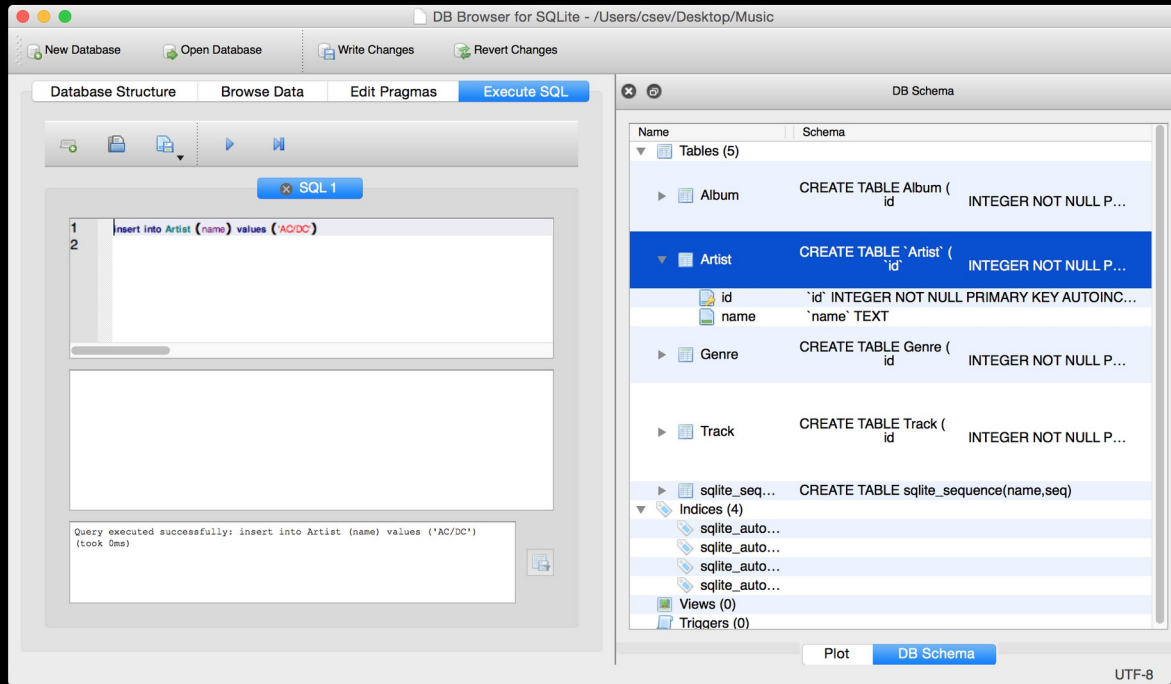 DB Browser for SQLite - /Users/csev/Desktop/Music
New Database Open Database Write Changes Revert Changes
Database Structure Browse Data Edit Pragmas Execute SQL
SQL 1
1 insert into Artist (name) values ('AC/DC')
2
Query executed successfully: insert into Artist (name) values ('AC/DC')
(took 0ms)
DB Schema
Name Schema
Tables (5)
Album CREATE TABLE Album (
id INTEGER NOT NULL P...
Artist CREATE TABLE `Artist` (
`id` INTEGER NOT NULL P...
id `id` INTEGER NOT NULL PRIMARY KEY AUTOINC...
name `name` TEXT
Genre CREATE TABLE Genre (
id INTEGER NOT NULL P...
Track CREATE TABLE Track (
id INTEGER NOT NULL P...
sqlite_seq... CREATE TABLE sqlite_sequence(name,seq)
Indices (4)
sqlite_auto...
sqlite_auto...
sqlite_auto...
sqlite_auto...
Views (0)
Triggers (0)
Plot DB Schema
UTF-8